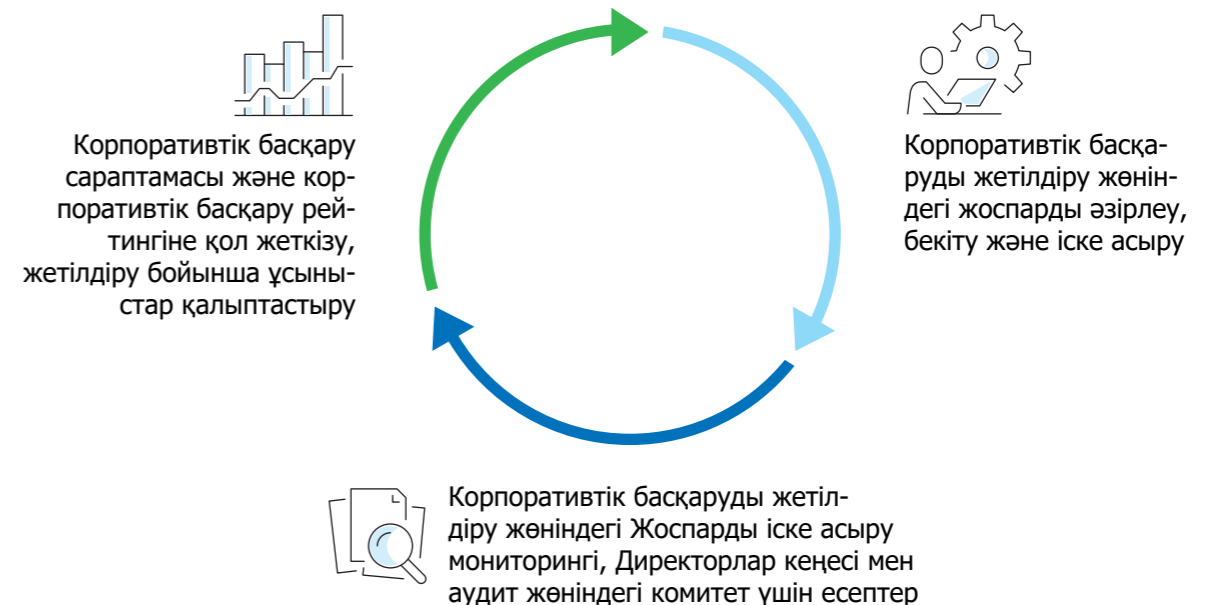 Корпоративтік басқару
сараптамасы және кор-
поративтік басқару рей-
тингіне қол жеткізу,
жетілдіру бойынша ұсыны-
стар қалыптастыру
Корпоративтік басқа-
руды жетілдіру жөнін-
дегі жоспарды әзірлеу,
бекіту және іске асыру
Корпоративтік басқаруды жетіл-
діру жөніндегі Жоспарды іске асыру
мониторингі, Директорлар кеңесі мен
аудит жөніндегі комитет үшін есептер